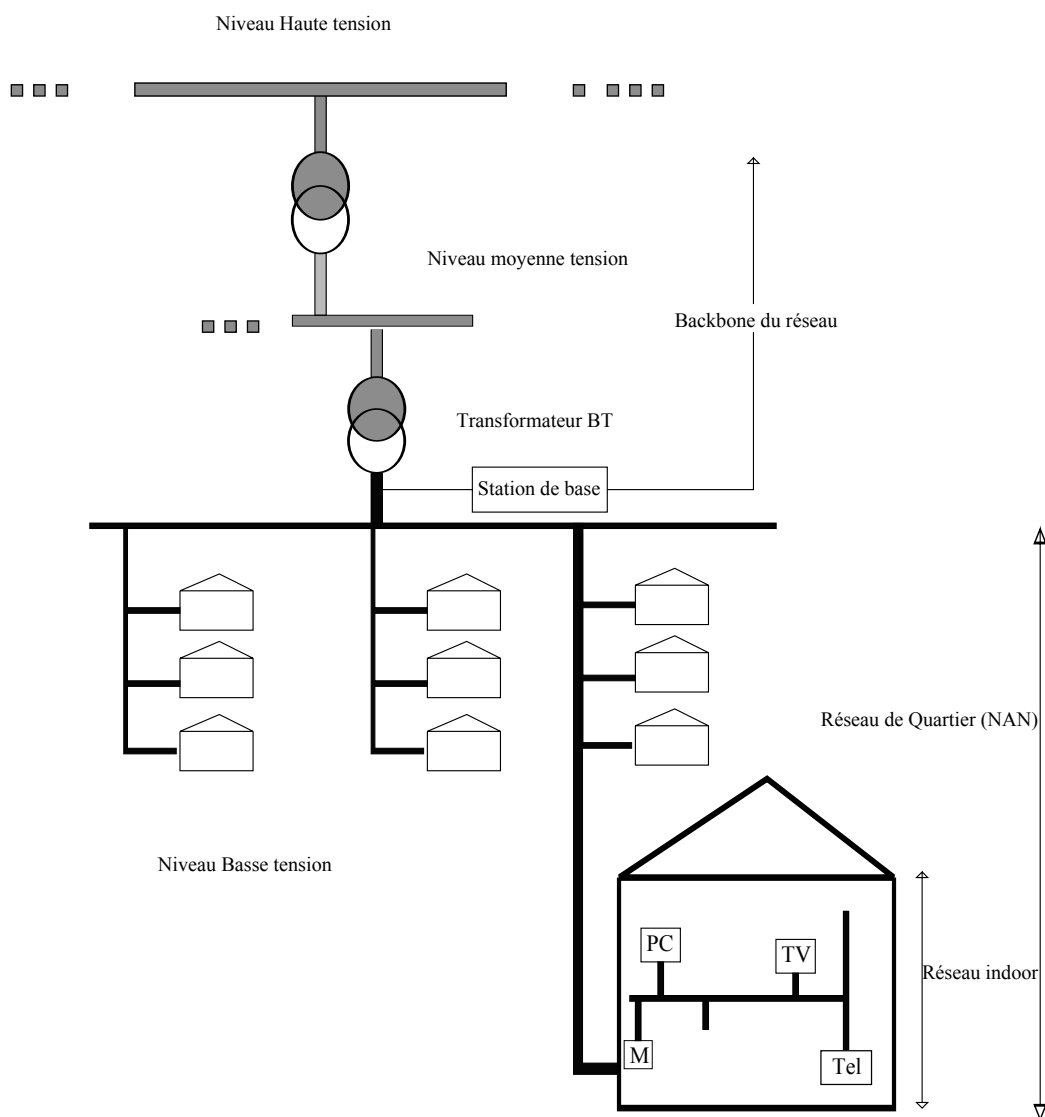 Niveau Haute tension
Niveau moyenne tension
Backbone du réseau
Transformateur BT
Station de base
Réseau de Quartier (NAN)
Niveau Basse tension
PC
TV
Réseau indoor
M
Tel